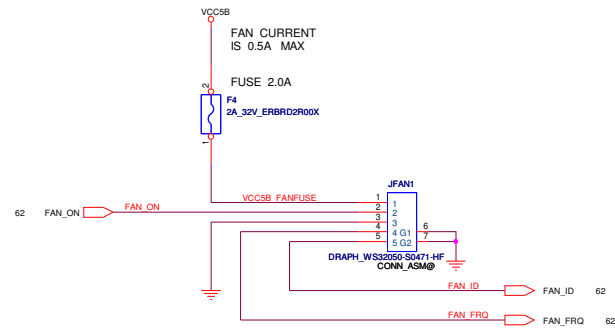 VCC5B
FAN CURRENT
IS 0.5A MAX
FUSE 2.0A
2
F4
2A_32V_ERBRD2R00X
1
JFAN1
VCC5B_FANFUSE
1
1
62
FAN_ON
FAN_ON
2
2
3
3
4
4 G1
6
5
5 G2
7
DRAPH_WS32050-S0471-HF
CONN_ASM@
FAN_ID
FAN_ID
62
FAN_FRQ
FAN_FRQ
62